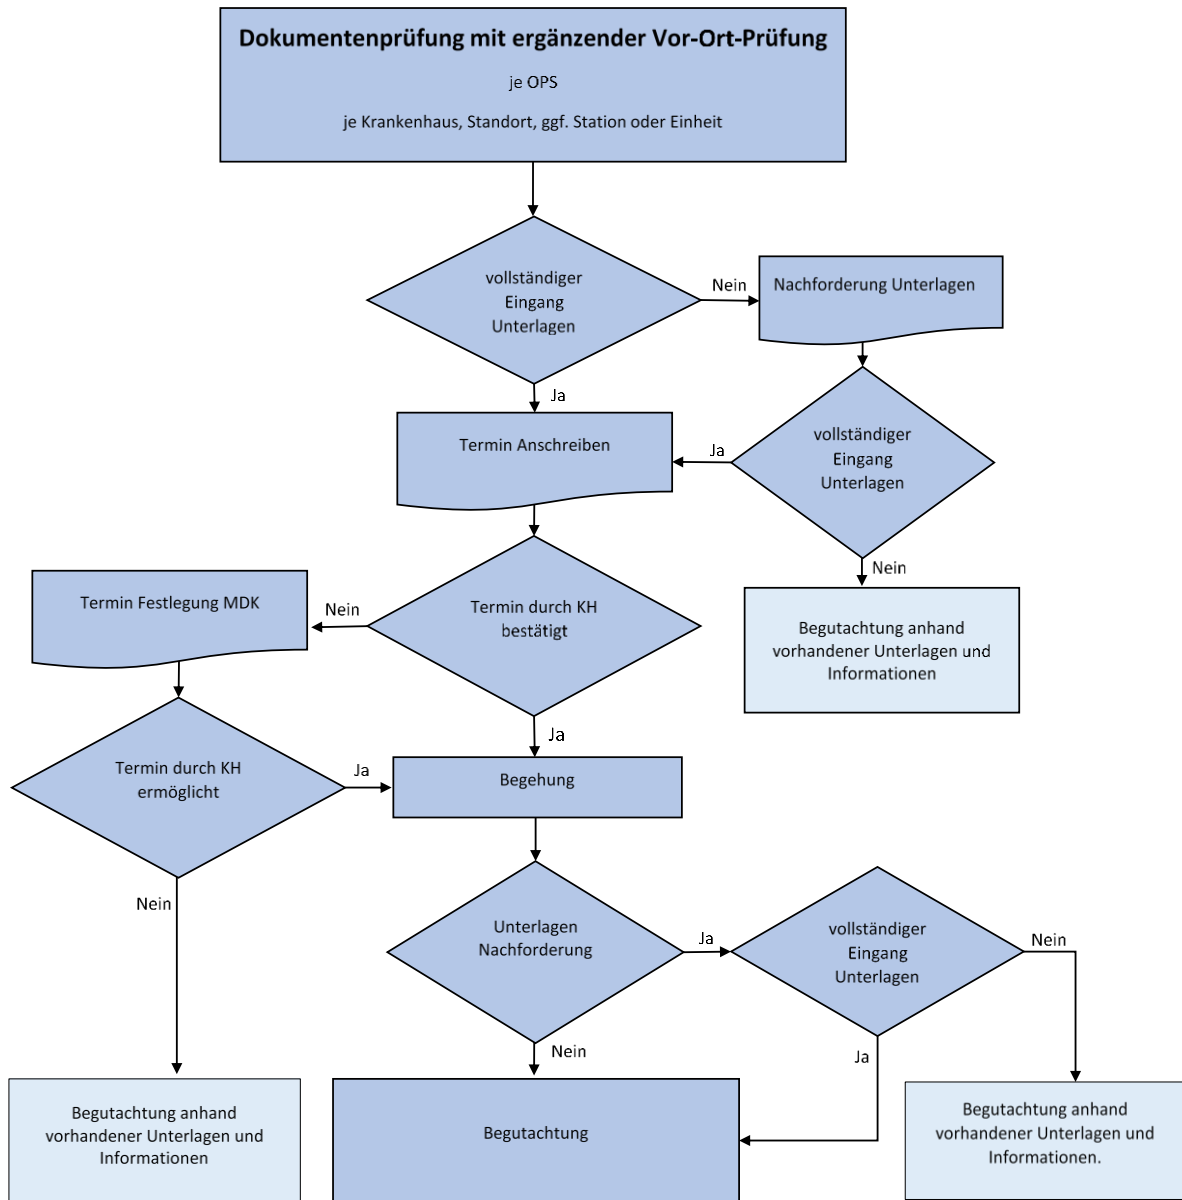 Dokumentenprüfung mit ergänzender Vor-Ort-Prüfung
je OPS
je Krankenhaus, Standort, ggf. Station oder Einheit
vollständiger
Eingang
Unterlagen
Nein
Nachforderung Unterlagen
Ja
Termin Anschreiben
Ja
vollständiger
Eingang
Unterlagen
Nein
Begutachtung anhand
vorhandener Unterlagen und
Informationen
Termin Festlegung MDK
Nein
Termin durch KH
bestätigt
Ja
Termin durch KH
ermöglicht
Ja
Begehung
Nein
Unterlagen
Nachforderung
Ja
vollständiger
Eingang
Unterlagen
Nein
Nein
Ja
Begutachtung anhand
vorhandener Unterlagen und
Informationen
Begutachtung
Begutachtung anhand
vorhandener Unterlagen und
Informationen.